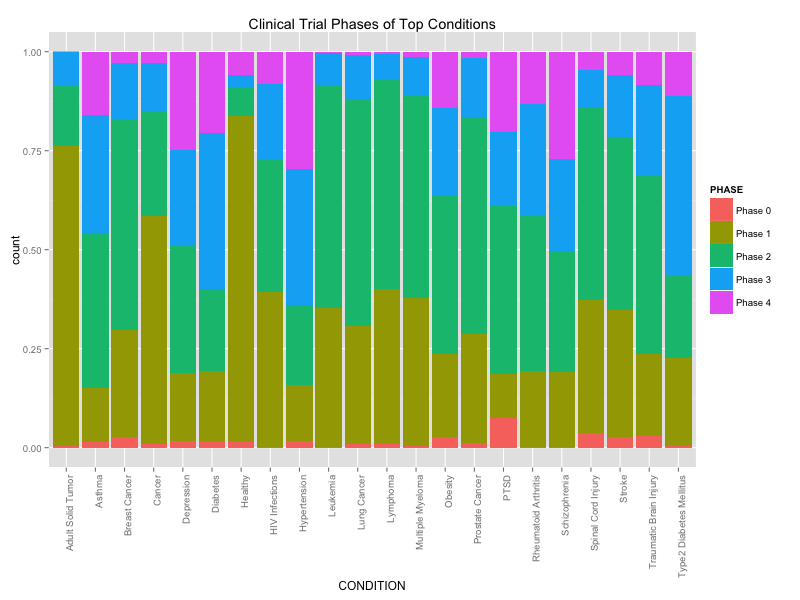 Clinical Trial Phases of Top Conditions
1.00
0.75
0.50
0.25
0.00
count
Adult Solid Tumor
Asthma
Breast Cancer
Cancer
Depression
Diabetes
Healthy
HIV Infections
Hypertension
Leukemia
Lung Cancer
Lymphoma
Multiple Myeloma
Obesity
Prostate Cancer
PTSD
Rheumatoid Arthritis
Schizophrenia
Spinal Cord Injury
Stroke
Traumatic Brain Injury
Type2 Diabetes Mellitus
CONDITION
PHASE
Phase 0
Phase 1
Phase 2
Phase 3
Phase 4